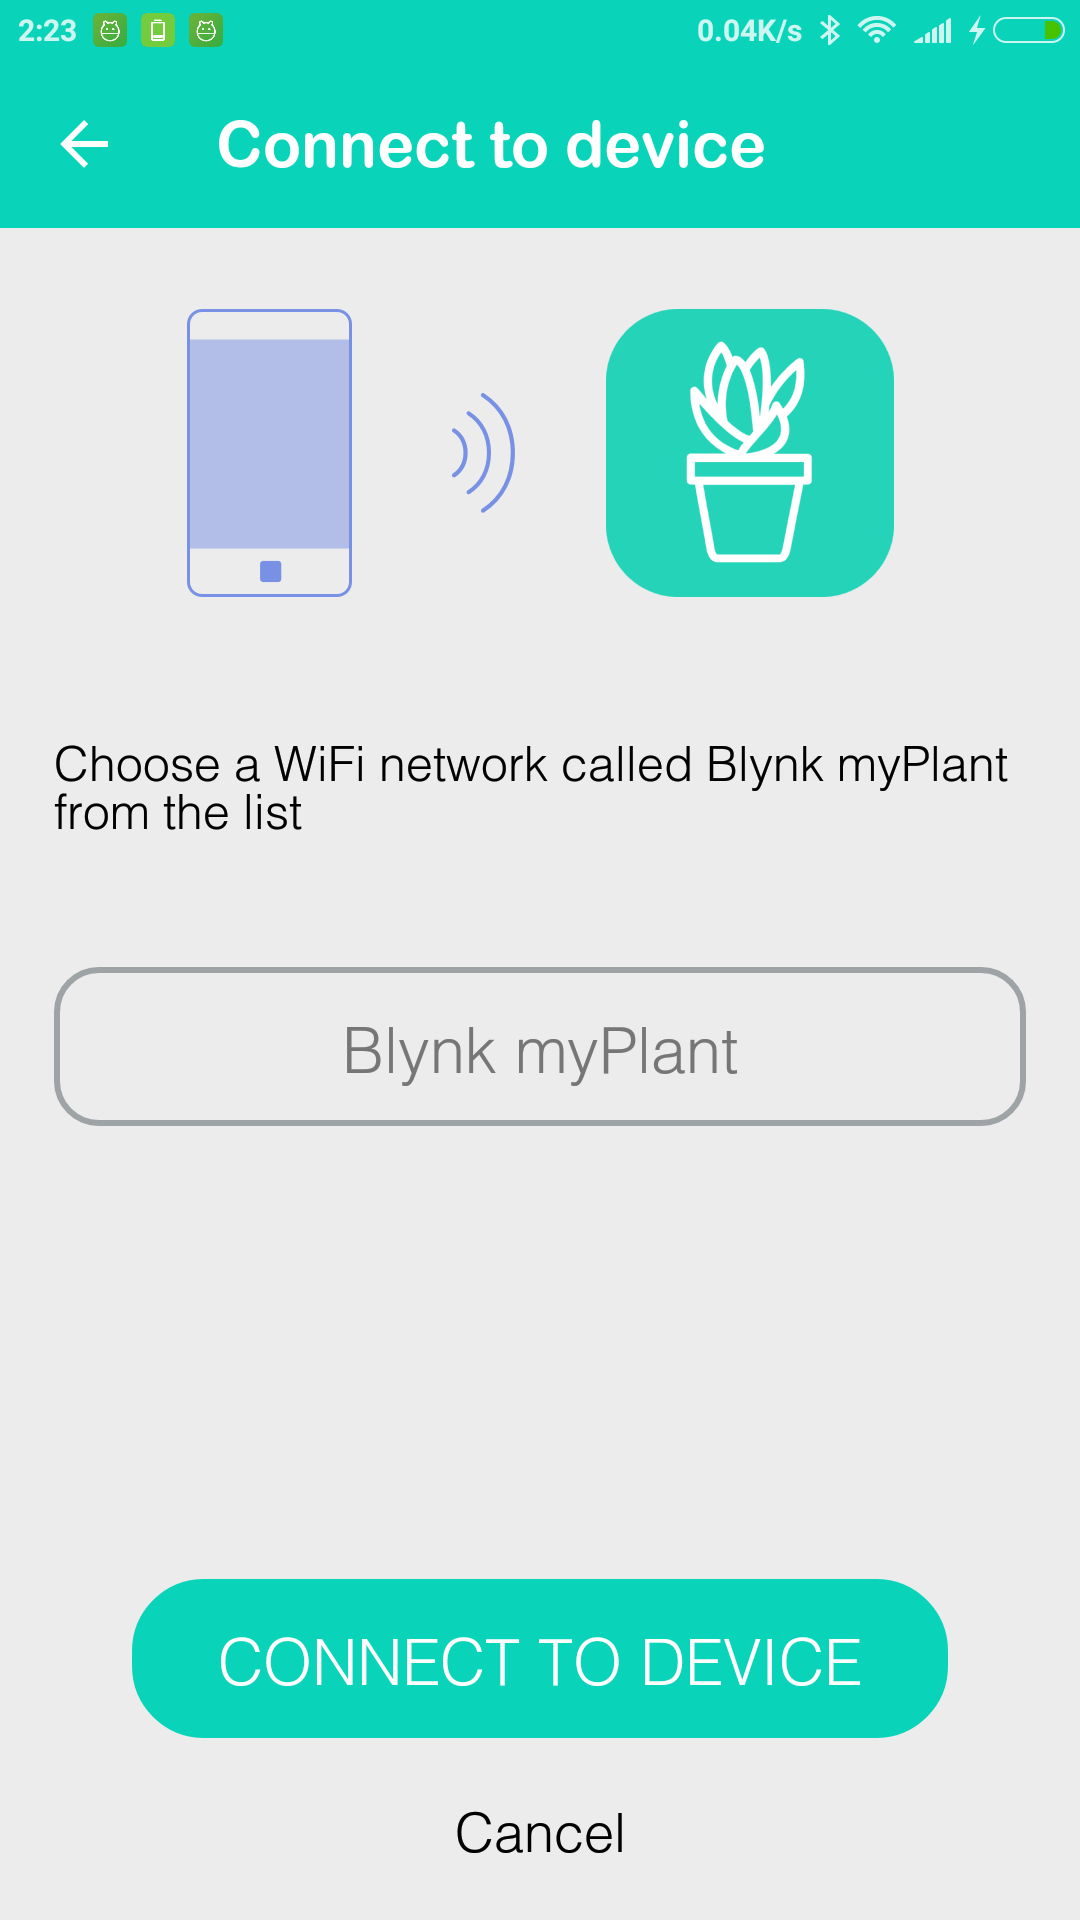 2:23 0.04K/s
Connect to device
Choose a WiFi network called Blynk myPlant
from the list
Blynk myPlant
CONNECT TO DEVICE
Cancel